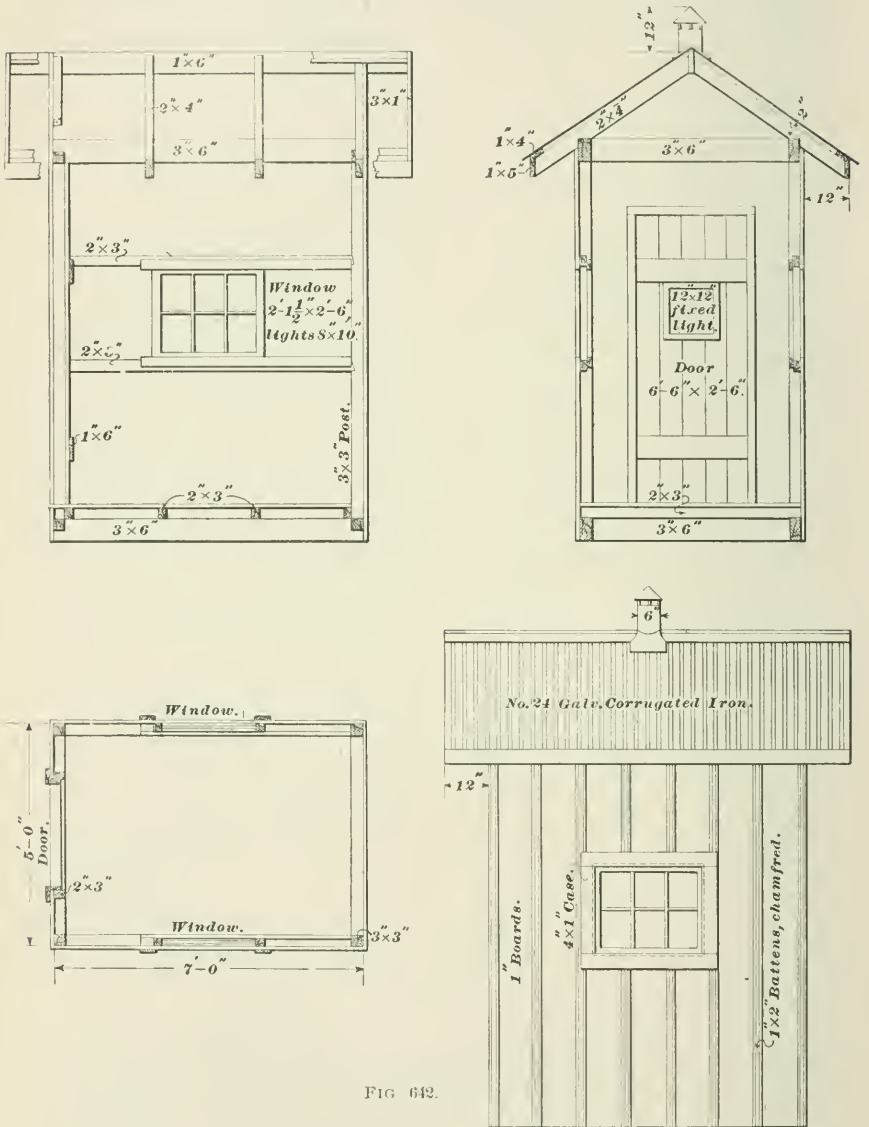 1"×6"
2"×4"
3"×1"
3"×6"
2"×3"
Window
2'-1½"×2'-6",
lights 8"×10".
1"×6"
3"×3" Post.
2"×3"
3"×6"
12"
2"×4"
2"
1"×4"
1"×5"
3"×6"
12"
12"×12"
fixed
light.
Door
6'-6"×2'-6".
2"×3"
3"×6"
Window.
5'-0"
Door.
2"×3"
Window.
3"×3"
7'-0"
6"
No. 24 Galv. Corrugated Iron.
12"
1" Boards.
4"×1" Case.
1"×2" Battens, chamfred.
FIG 642.